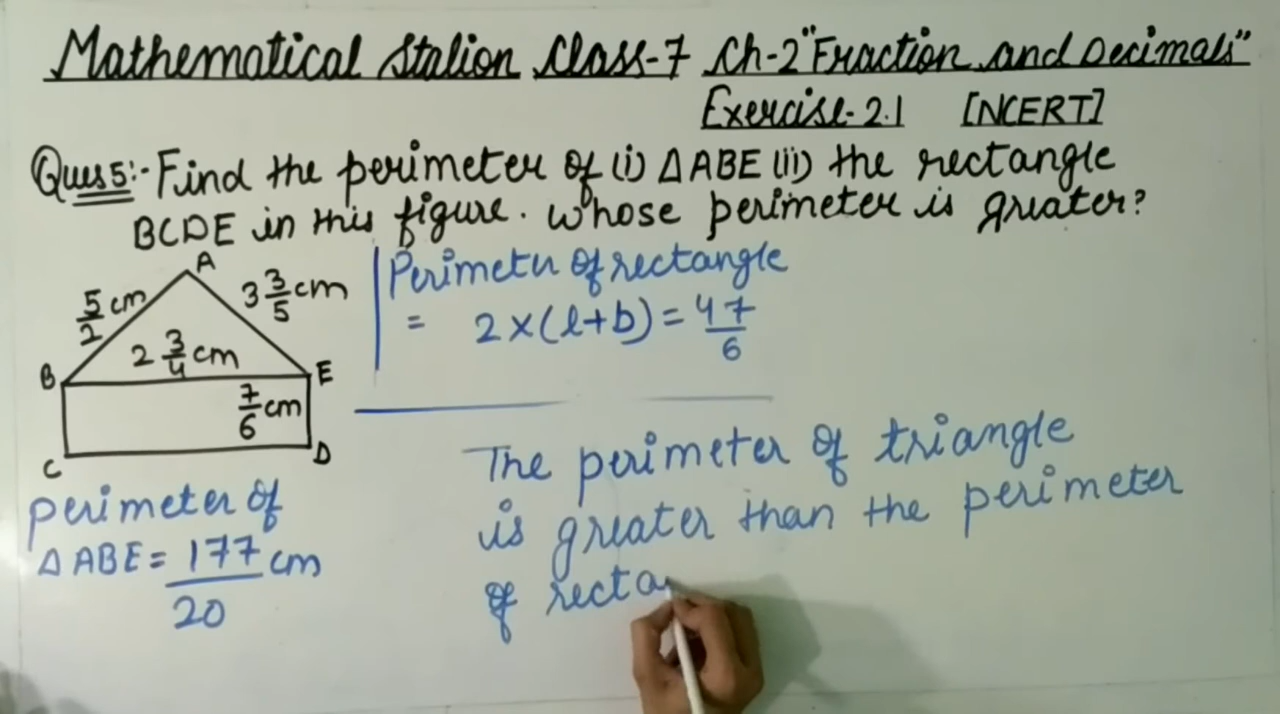 Mathematical Stalion Class-7 Ch-2 "Fraction and Decimals"
Exercise-2.1 [NCERT]
Ques 5:- Find the perimeter of (i) ΔABE (ii) the rectangle
BCDE in this figure. Whose perimeter is greater?
A
5/2 cm
3 3/5 cm
2 3/4 cm
B
E
7/6 cm
C
D
Perimeter of rectangle
= 2×(l+b) = 47/6
perimeter of
ΔABE = 177/20 cm
The perimeter of triangle
is greater than the perimeter
of recta